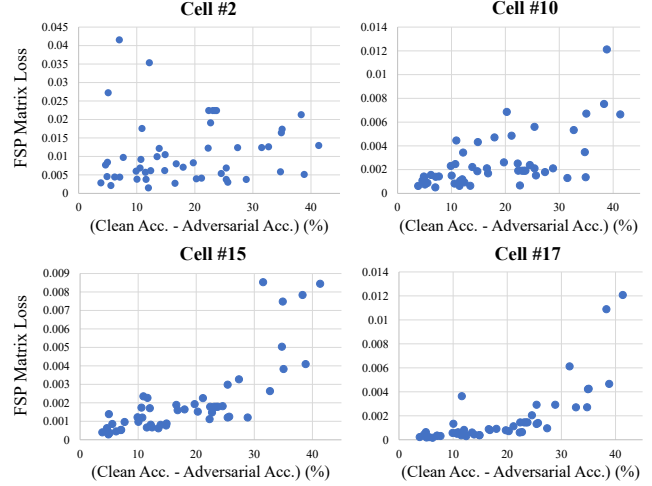 Cell #2
Cell #10
FSP Matrix Loss
0.045
0.04
0.035
0.03
0.025
0.02
0.015
0.01
0.005
0
0 10 20 30 40
(Clean Acc. - Adversarial Acc.) (%)
0.014
0.012
0.01
0.008
0.006
0.004
0.002
0
0 10 20 30 40
(Clean Acc. - Adversarial Acc.) (%)
Cell #15
Cell #17
FSP Matrix Loss
0.009
0.008
0.007
0.006
0.005
0.004
0.003
0.002
0.001
0
0 10 20 30 40
(Clean Acc. - Adversarial Acc.) (%)
0.014
0.012
0.01
0.008
0.006
0.004
0.002
0
0 10 20 30 40
(Clean Acc. - Adversarial Acc.) (%)